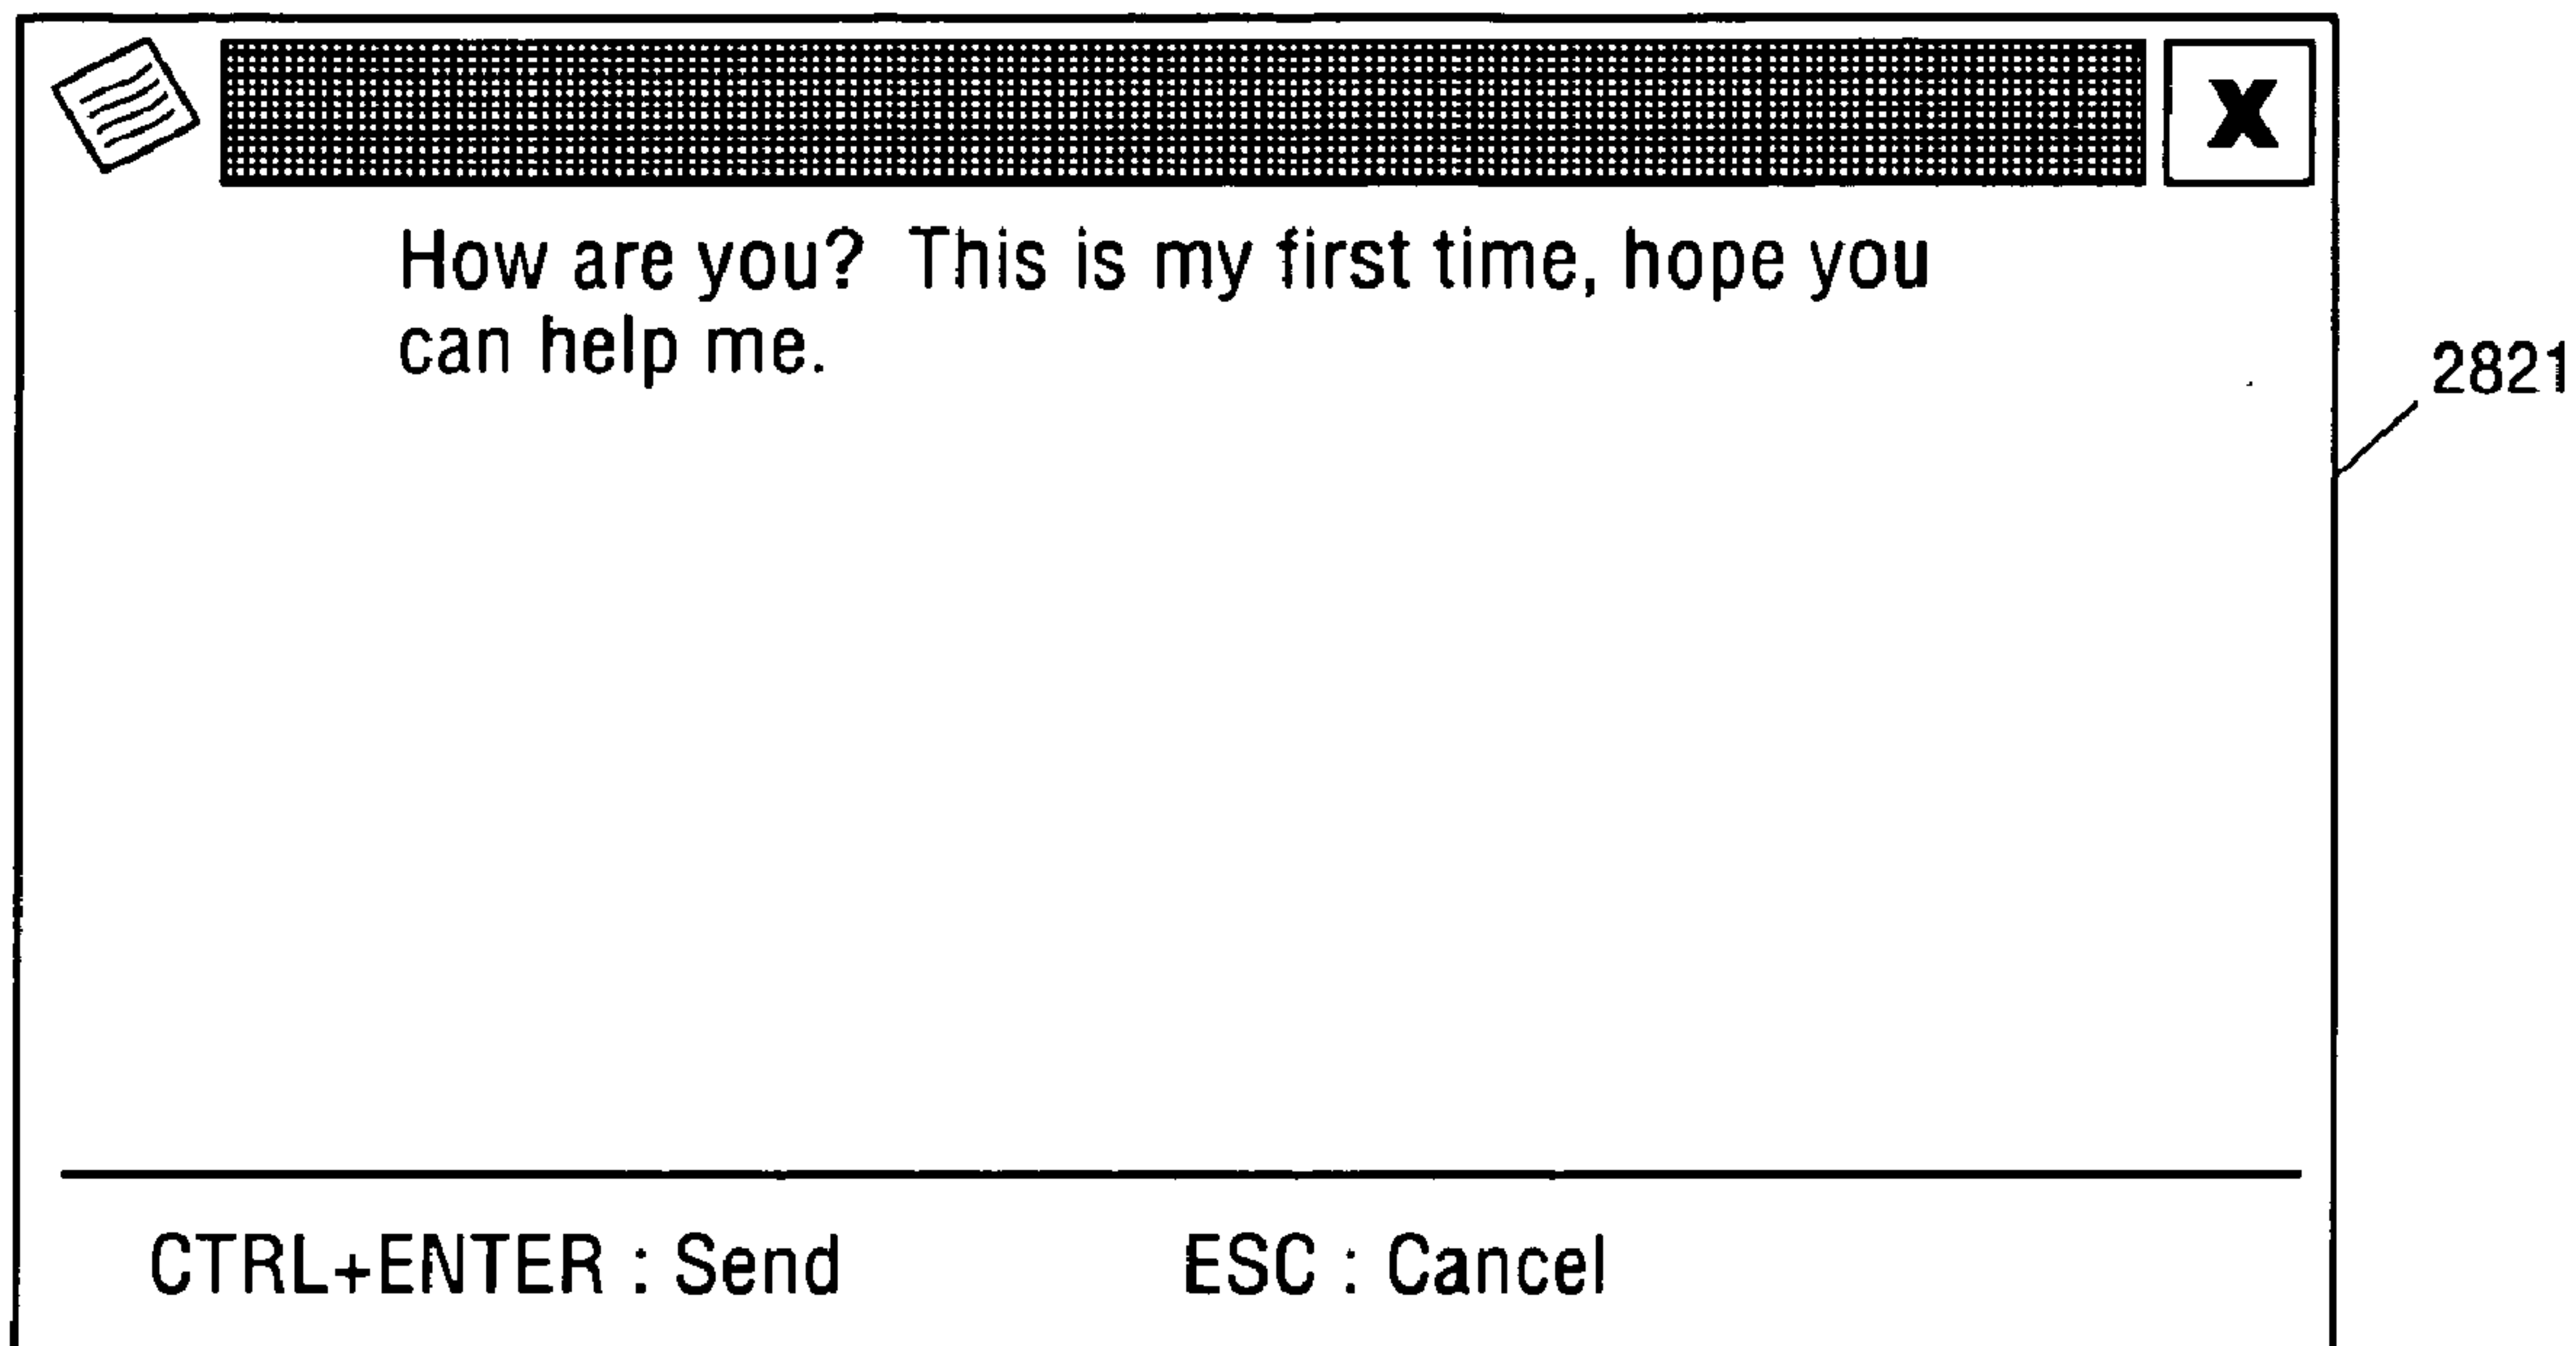 X
How are you? This is my first time, hope you
can help me.
2821
CTRL+ENTER : Send ESC : Cancel